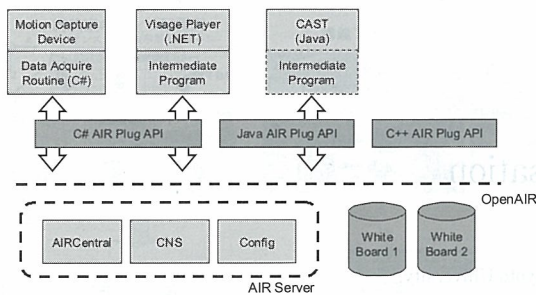 Motion Capture
Device
Data Acquire
Routine (C#)
Visage Player
(.NET)
Intermediate
Program
CAST
(Java)
Intermediate
Program
C# AIR Plug API
Java AIR Plug API
C++ AIR Plug API
OpenAIR
AIRCentral
CNS
Config
White
Board 1
White
Board 2
AIR Server